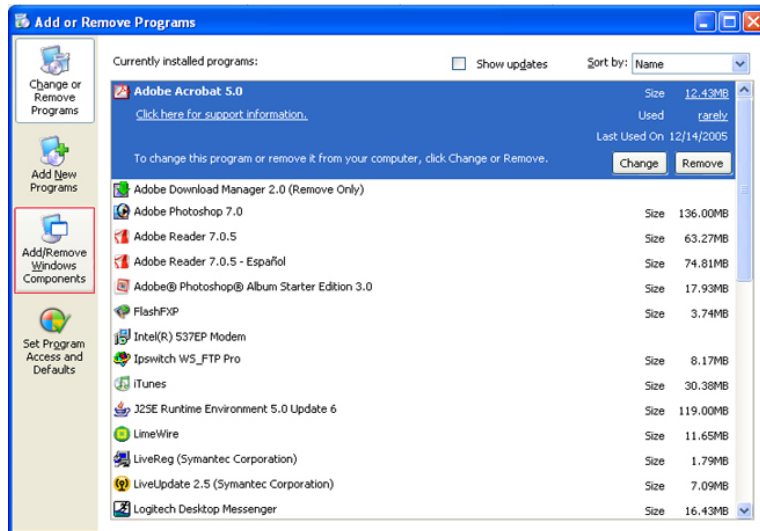 Add or Remove Programs
Change or
Remove
Programs
Add New
Programs
Add/Remove
Windows
Components
Set Program
Access and
Defaults
Currently installed programs: Show updates Sort by: Name
Adobe Acrobat 5.0 Size 12.43MB
Click here for support information. Used rarely
Last Used On 12/14/2005
To change this program or remove it from your computer, click Change or Remove. Change Remove
Adobe Download Manager 2.0 (Remove Only)
Adobe Photoshop 7.0 Size 136.00MB
Adobe Reader 7.0.5 Size 63.27MB
Adobe Reader 7.0.5 - Español Size 74.81MB
Adobe® Photoshop® Album Starter Edition 3.0 Size 17.93MB
FlashFXP Size 3.74MB
Intel(R) 537EP Modem
Ipswitch WS_FTP Pro Size 8.17MB
iTunes Size 30.38MB
J2SE Runtime Environment 5.0 Update 6 Size 119.00MB
LimeWire Size 11.65MB
LiveReg (Symantec Corporation) Size 1.79MB
LiveUpdate 2.5 (Symantec Corporation) Size 7.09MB
Logitech Desktop Messenger Size 16.43MB